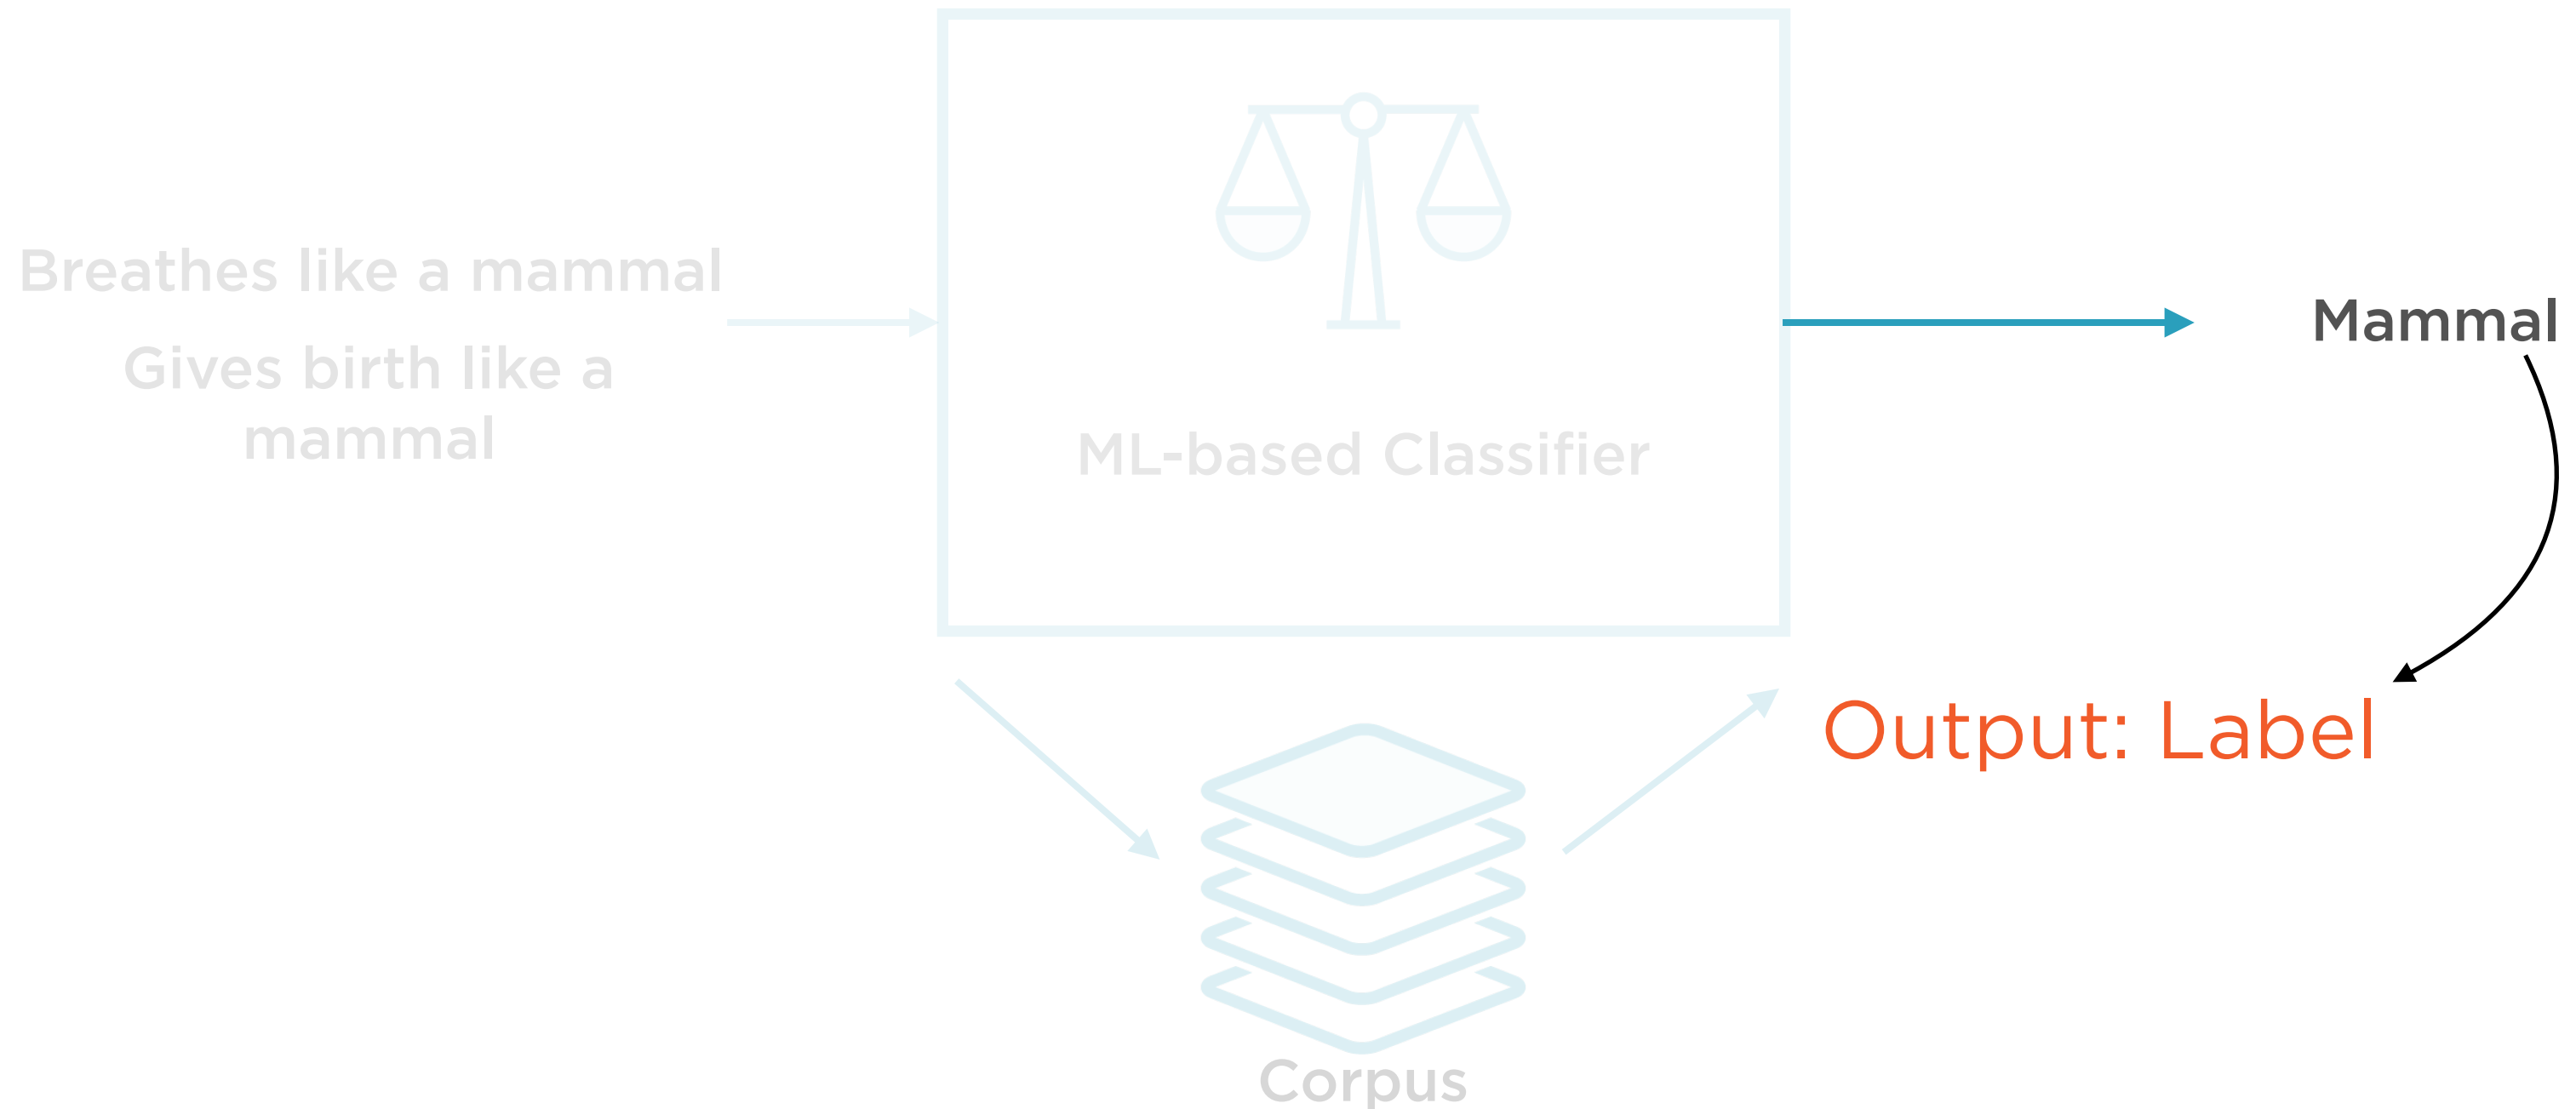 Breathes like a mammal
Gives birth like a
mammal
ML-based Classifier
Mammal
Output: Label
Corpus